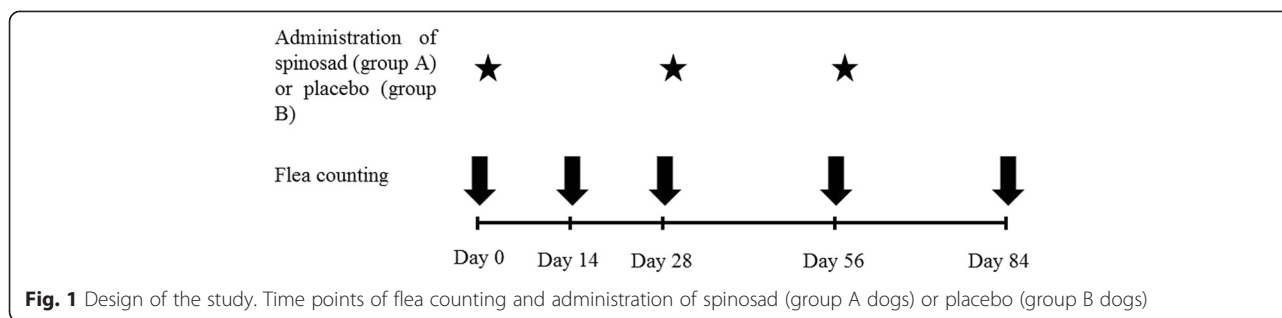 Administration of
spinosad (group A)
or placebo (group
B)
Flea counting
Day 0 Day 14 Day 28 Day 56 Day 84
Fig. 1 Design of the study. Time points of flea counting and administration of spinosad (group A dogs) or placebo (group B dogs)